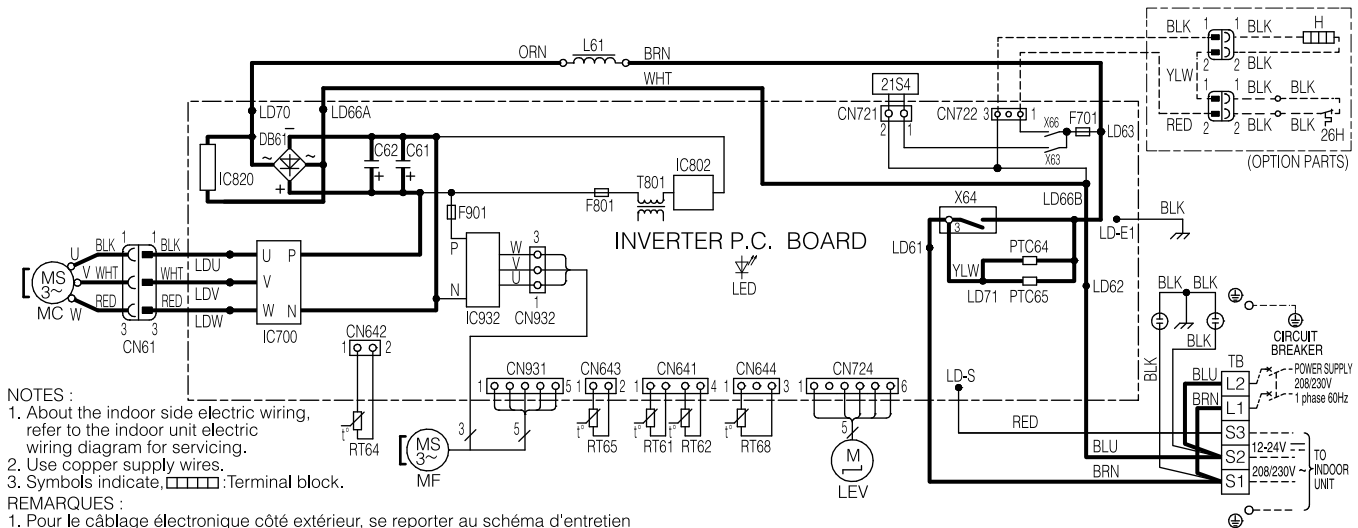 ORN L61 BRN
WHT
BLK 1 1 BLK H
2 2 BLK
YLW
1 1 BLK BLK
RED 2 2 BLK BLK 26H
(OPTION PARTS)
LD70 LD66A
21S4
CN721 2 1
CN722 3 1
X66 F701
X63
LD63
DB61 − ~ ~ +
IC820
C62 C61
+ +
T801 IC802
F801
F901
INVERTER P.C. BOARD
LED
X64
3
LD66B
LD61
PTC64
YLW
LD71 PTC65
LD62
LD-E1 BLK
U BLK 1 1 BLK LDU U P
MS 3~ V WHT WHT LDV V
MC W RED 3 3 RED LDW W N
CN61
IC700
P N
IC932
W V U
3 1
CN932
CN642
1 2
t° RT64
CN931
1 5
3 5
MS 3~
MF
CN643
1 2
t° RT65
CN641
1 4
t° RT61 t° RT62
CN644
1 3
t° RT68
CN724
1 6
5
M
LEV
LD-S
RED
BLU
BRN
BLK BLK
BLK
BLK
CIRCUIT
BREAKER
TB
BLU L2
BRN L1
S3
S2
S1
POWER SUPPLY
208/230V
1 phase 60Hz
12-24V
208/230V ~
TO
INDOOR
UNIT
NOTES :
1. About the indoor side electric wiring,
refer to the indoor unit electric
wiring diagram for servicing.
2. Use copper supply wires.
3. Symbols indicate, :Terminal block.
REMARQUES :
1. Pour le câblage électronique côté extérieur, se reporter au schéma d'entretien